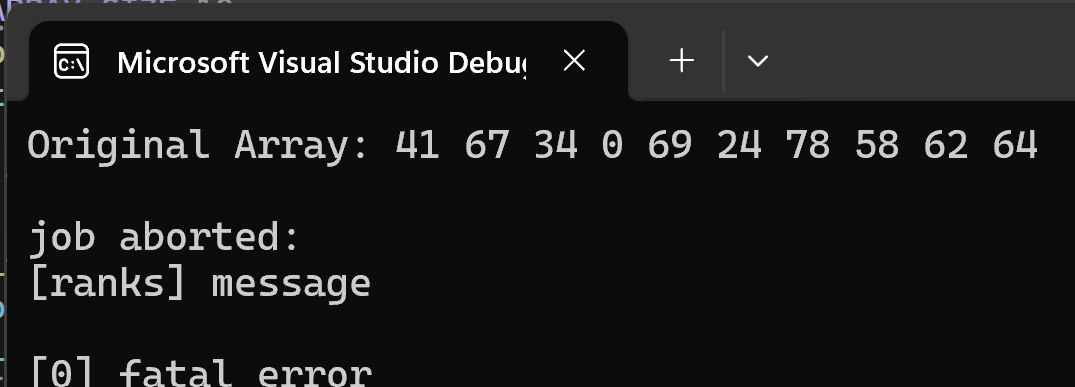 Microsoft Visual Studio Debug
Original Array: 41 67 34 0 69 24 78 58 62 64
job aborted:
[ranks] message
[0] fatal error